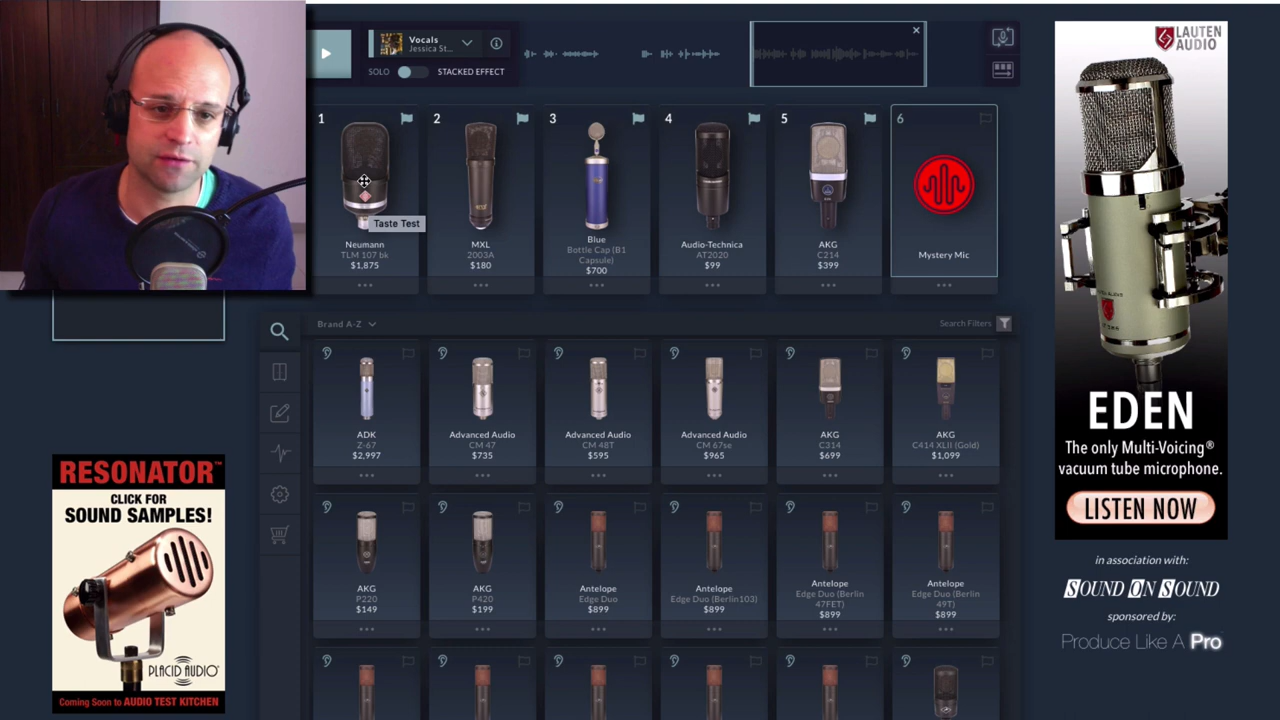 Vocals
Jessica St...
SOLO
STACKED EFFECT
1
2
3
4
5
6
Taste Test
Neumann
TLM 107 bk
$1,875
MXL
2003A
$180
Blue
Bottle Cap (B1
Capsule)
$700
Audio-Technica
AT2020
$99
AKG
C214
$399
Mystery Mic
Brand A-Z
Search Filters
ADK
Z-67
$2,997
Advanced Audio
CM 47
$735
Advanced Audio
CM 48T
$595
Advanced Audio
CM 67se
$965
AKG
C314
$699
AKG
C414 XLII (Gold)
$1,099
AKG
P220
$149
AKG
P420
$199
Antelope
Edge Duo
$899
Antelope
Edge Duo (Berlin103)
$899
Antelope
Edge Duo (Berlin
47FET)
$899
Antelope
Edge Duo (Berlin
49T)
$899
RESONATOR™
CLICK FOR
SOUND SAMPLES!
PLACID AUDIO®
Coming Soon to AUDIO TEST KITCHEN
LAUTEN
AUDIO
EDEN
The only Multi-Voicing®
vacuum tube microphone.
LISTEN NOW
in association with:
SOUND ON SOUND
sponsored by:
Produce Like A Pro